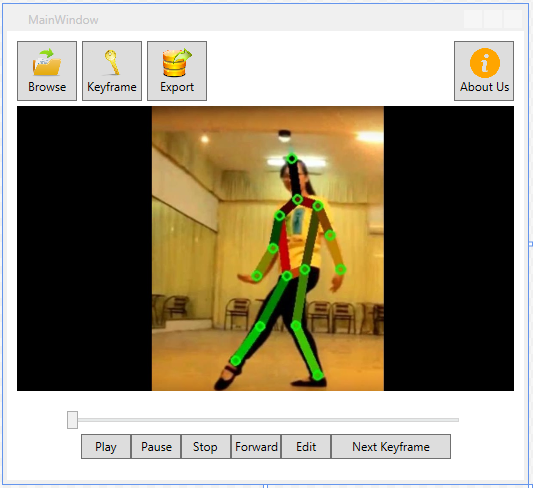 MainWindow
Browse
Keyframe
Export
About Us
Play
Pause
Stop
Forward
Edit
Next Keyframe